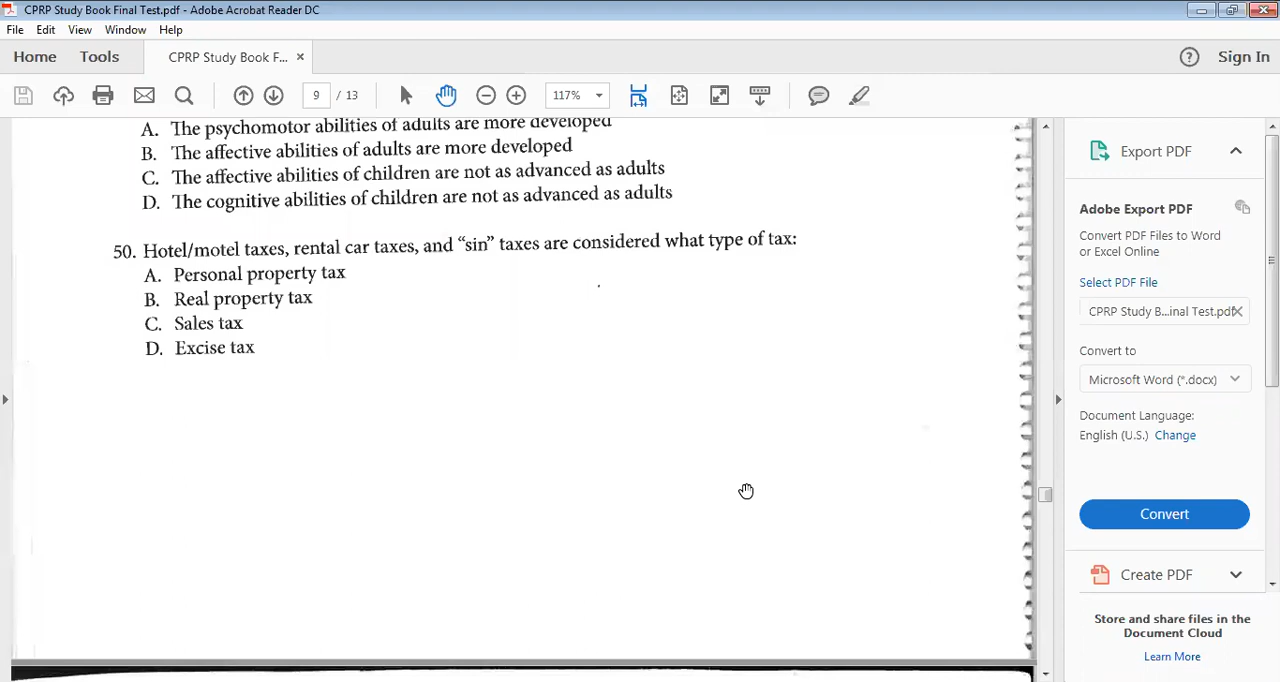 CPRP Study Book Final Test.pdf - Adobe Acrobat Reader DC
File Edit View Window Help
Home Tools CPRP Study Book F... × Sign In
9 / 13 117%
A. The psychomotor abilities of adults are more developed
B. The affective abilities of adults are more developed
C. The affective abilities of children are not as advanced as adults
D. The cognitive abilities of children are not as advanced as adults
50. Hotel/motel taxes, rental car taxes, and “sin” taxes are considered what type of tax:
A. Personal property tax
B. Real property tax
C. Sales tax
D. Excise tax
Export PDF
Adobe Export PDF
Convert PDF Files to Word
or Excel Online
Select PDF File
CPRP Study B...inal Test.pdf
Convert to
Microsoft Word (*.docx)
Document Language:
English (U.S.) Change
Convert
Create PDF
Store and share files in the
Document Cloud
Learn More